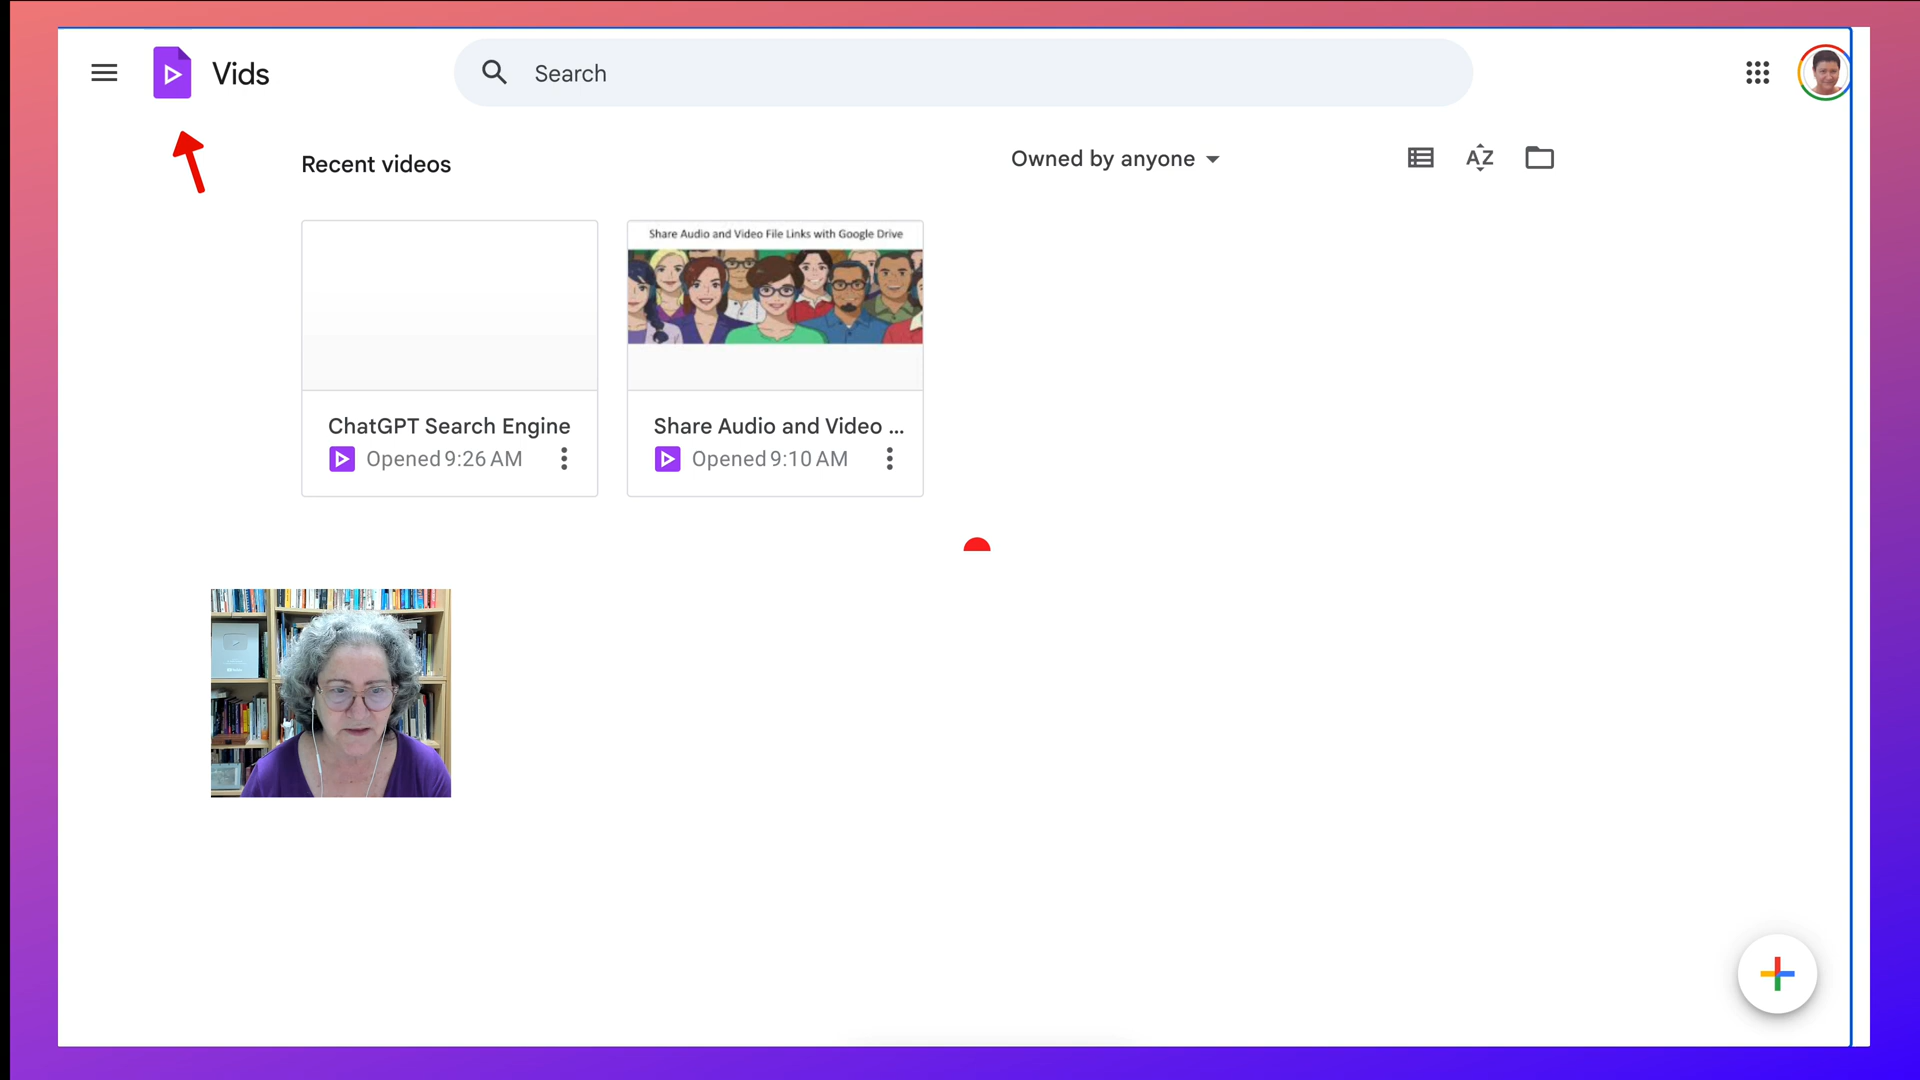 Vids
Search
Recent videos
Owned by anyone
AZ
Share Audio and Video File Links with Google Drive
ChatGPT Search Engine
Opened 9:26 AM
Share Audio and Video ...
Opened 9:10 AM